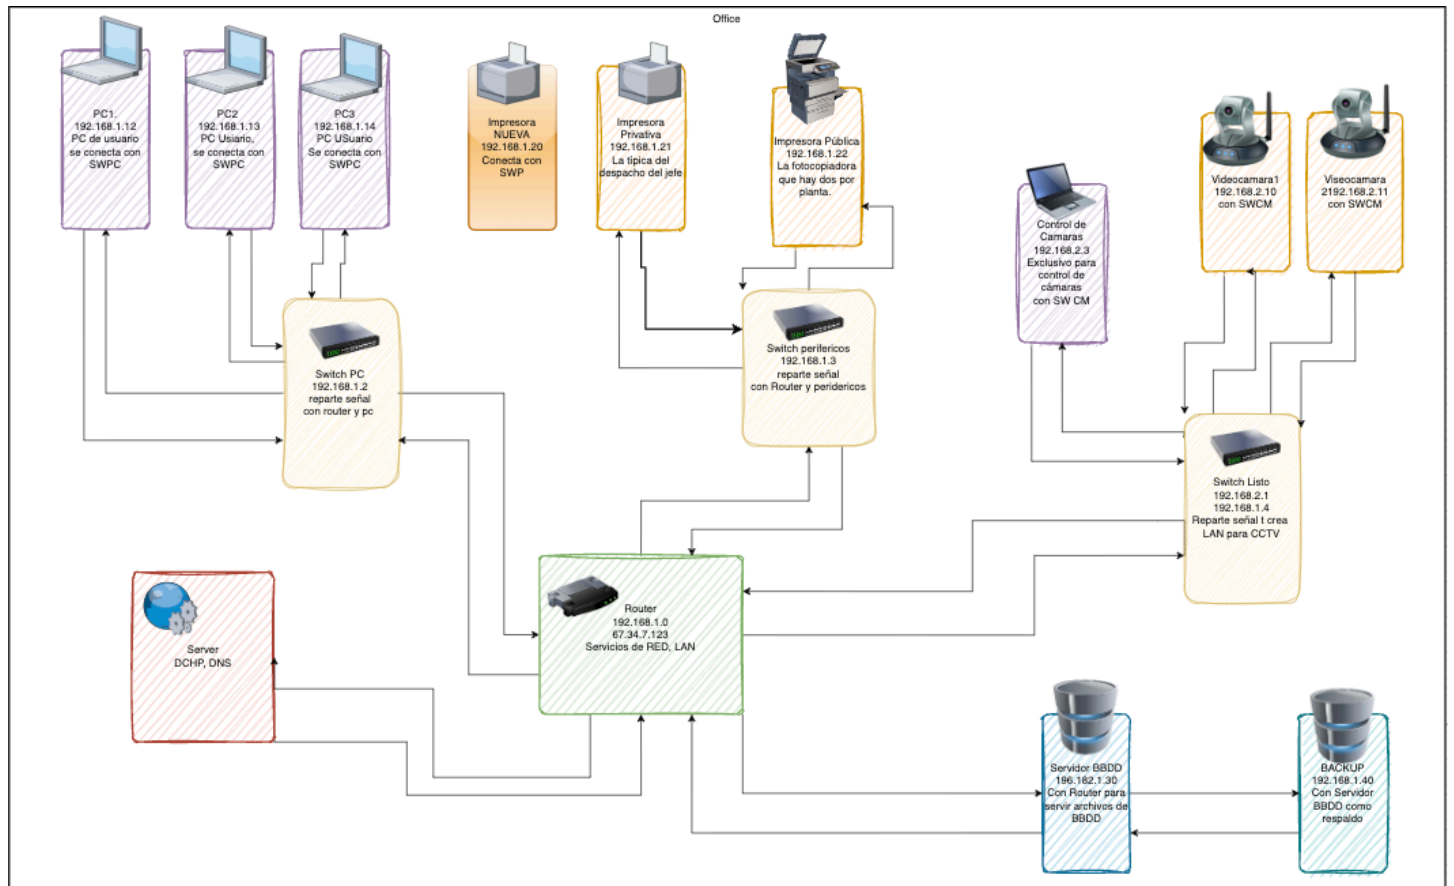 Office
PC1.
192.168.1.12
PC de usuario
se conecta con
SWPC
PC2
192.168.1.13
PC Usiario,
se conecta con
SWPC
PC3
192.168.1.14
PC USuario
Se conecta con
SWPC
Impresora
NUEVA
192.168.1.20
Conecta con
SWP
Impresora
Privativa
192.168.1.21
La típica del
despacho del jefe
Impresora Pública
192.168.1.22
La fotocopiadora
que hay dos por
planta.
Control de
Camaras
192.168.2.3
Exclusivo para
control de
cámaras
con SW CM
Videocamara1
192.168.2.10
con SWCM
Viseocamara
2192.168.2.11
con SWCM
Switch PC
192.168.1.2
reparte señal
con router y pc
Switch perifericos
192.168.1.3
reparte señal
con Router y peridericos
Switch Listo
192.168.2.1
192.168.1.4
Reparte señal t crea
LAN para CCTV
Server
DCHP, DNS
Router
192.168.1.0
67.34.7.123
Servicios de RED, LAN
Servidor BBDD
196.182.1.30
Con Router para
servir archivos de
BBDD
BACKUP
192.168.1.40
Con Servidor
BBDD como
respaldo